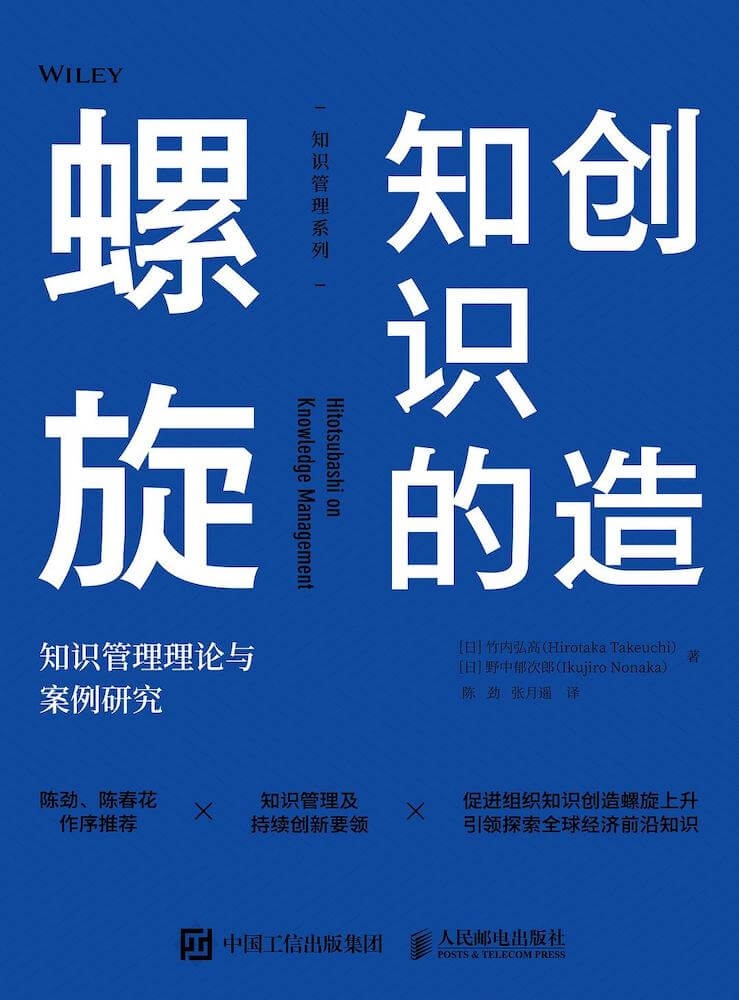 WILEY
创造
知识的
螺旋
知识管理系列
Hitotsubashi on
Knowledge Management
知识管理理论与
案例研究
[日] 竹内弘高(Hirotaka Takeuchi)
[日] 野中郁次郎(Ikujiro Nonaka)
著
陈 劲 张月遥 译
陈劲、陈春花
作序推荐
×
知识管理及
持续创新要领
×
促进组织知识创造螺旋上升
引领探索全球经济前沿知识
中国工信出版集团
人民邮电出版社
POSTS & TELECOM PRESS